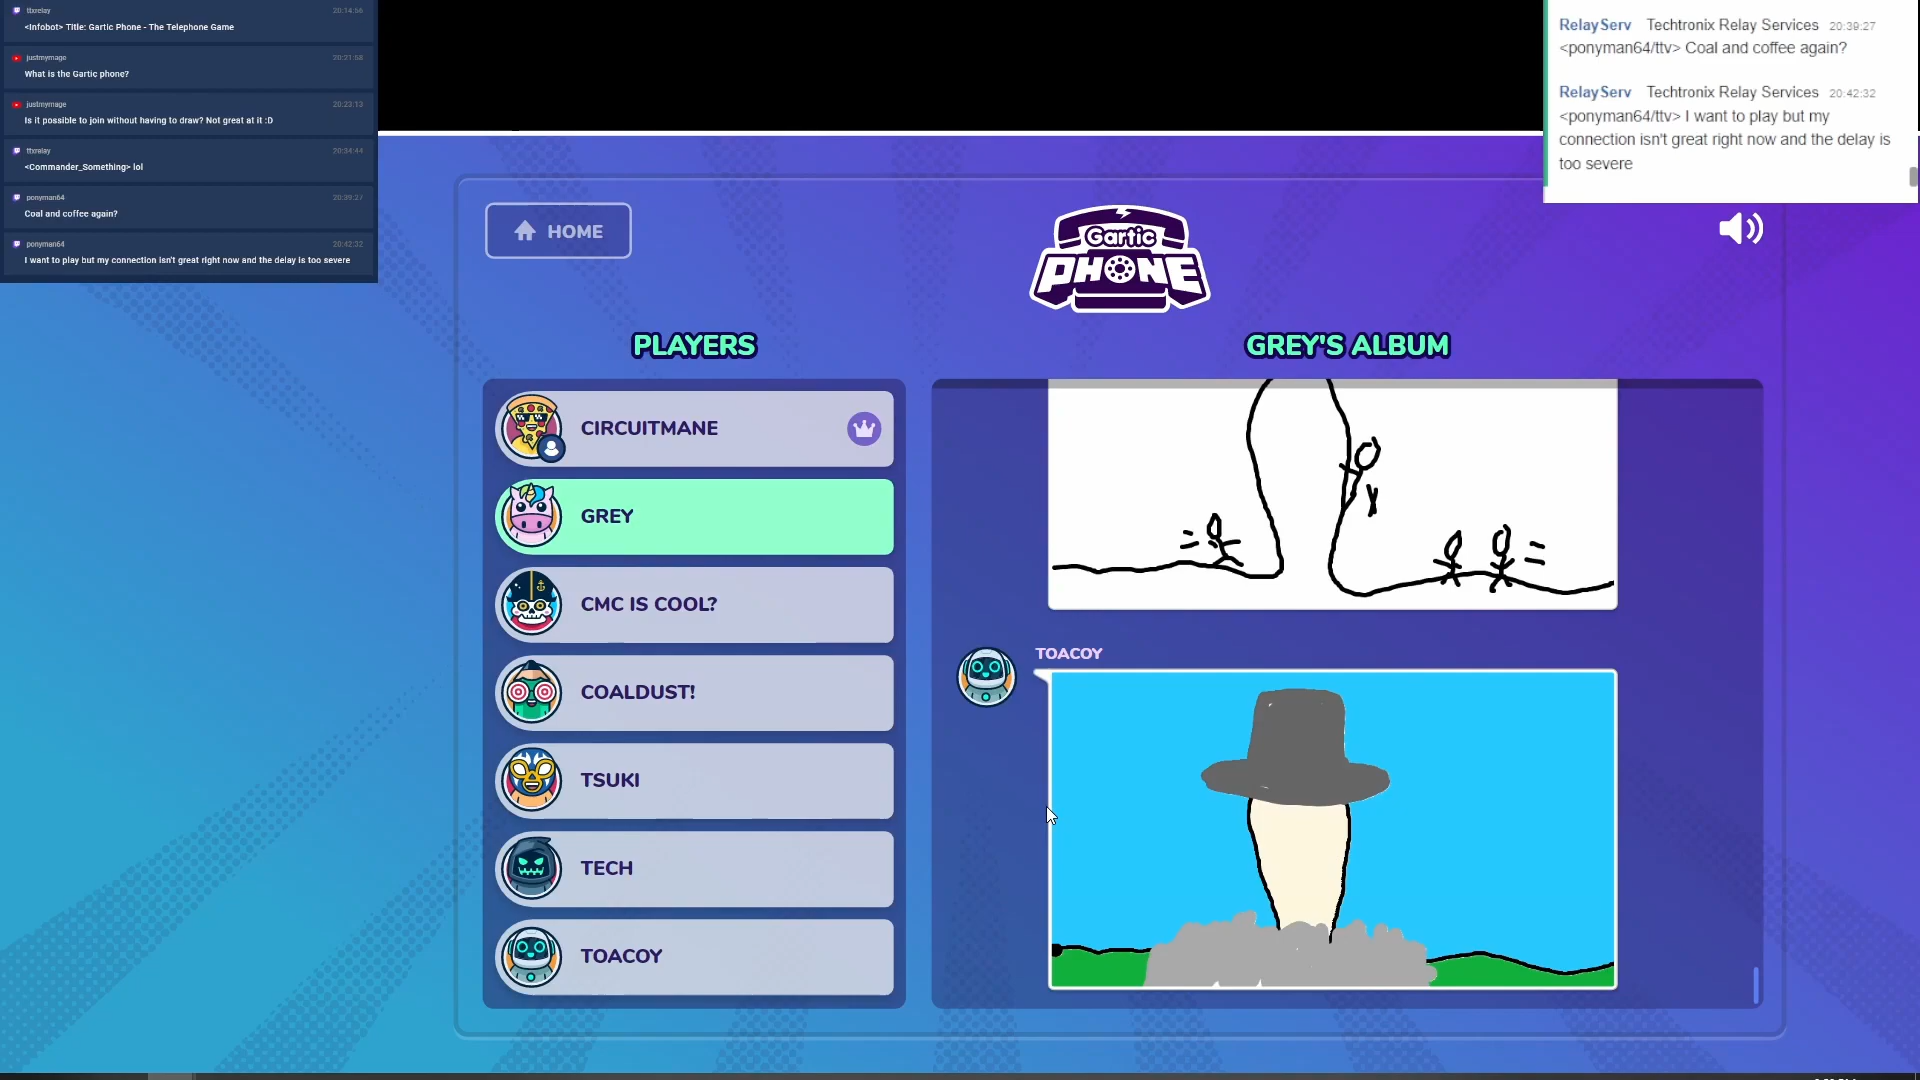 ttxrelay 20:14:56
<Infobot> Title: Gartic Phone - The Telephone Game
justmymage 20:21:58
What is the Gartic phone?
justmymage 20:23:13
Is it possible to join without having to draw? Not great at it :D
ttxrelay 20:34:44
<Commander_Something> lol
ponyman64 20:39:27
Coal and coffee again?
ponyman64 20:42:32
I want to play but my connection isn't great right now and the delay is too severe
RelayServ Techtronix Relay Services 20:39:27
<ponyman64/ttv> Coal and coffee again?
RelayServ Techtronix Relay Services 20:42:32
<ponyman64/ttv> I want to play but my
connection isn't great right now and the delay is
too severe
HOME
Gartic
PHONE
PLAYERS
CIRCUITMANE
GREY
CMC IS COOL?
COALDUST!
TSUKI
TECH
TOACOY
GREY'S ALBUM
TOACOY